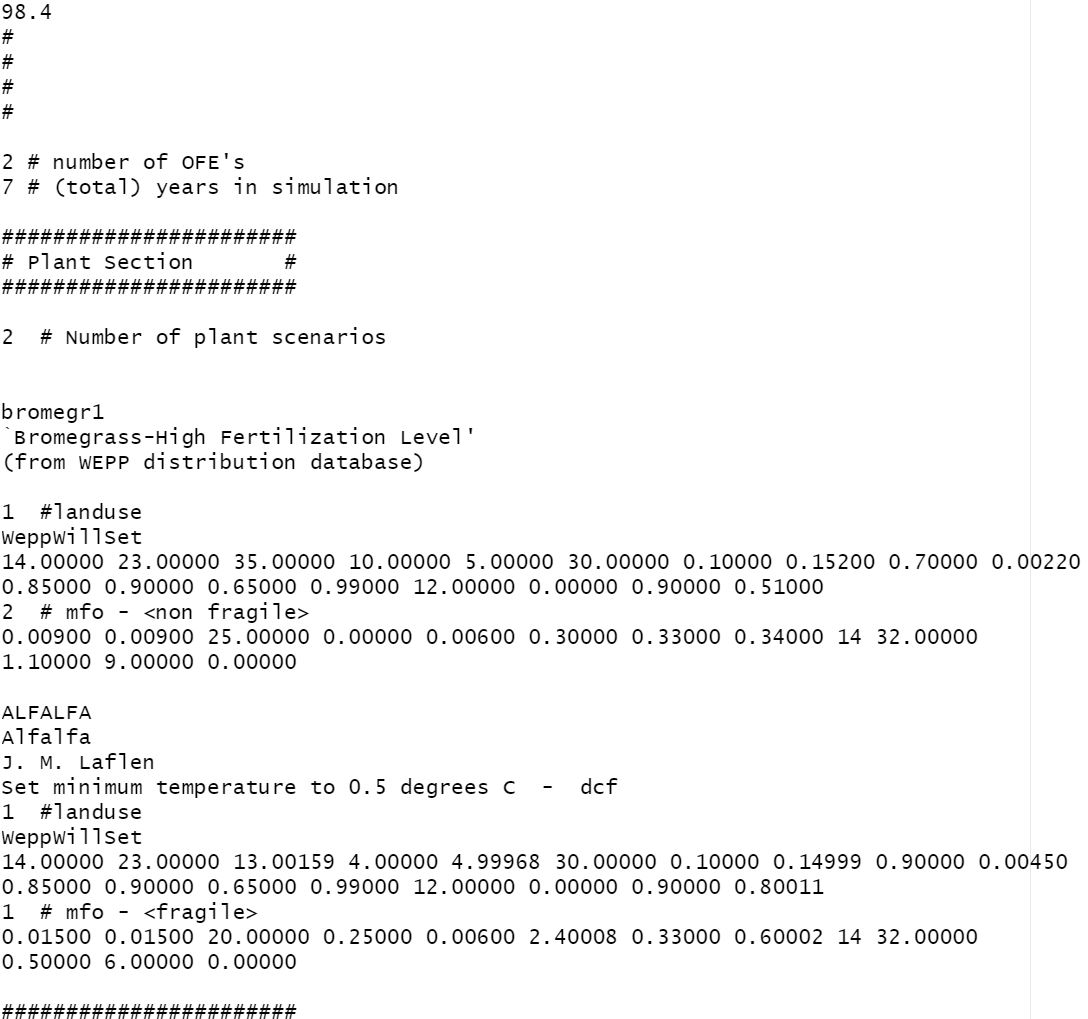 98.4
#
#
#
#
2 # number of OFE's
7 # (total) years in simulation
#######################
# Plant Section       #
#######################
2  # Number of plant scenarios
bromegr1
`Bromegrass-High Fertilization Level'
(from WEPP distribution database)
1  #landuse
WeppWillSet
14.00000 23.00000 35.00000 10.00000 5.00000 30.00000 0.10000 0.15200 0.70000 0.00220
0.85000 0.90000 0.65000 0.99000 12.00000 0.00000 0.90000 0.51000
2  # mfo - <non fragile>
0.00900 0.00900 25.00000 0.00000 0.00600 0.30000 0.33000 0.34000 14 32.00000
1.10000 9.00000 0.00000
ALFALFA
Alfalfa
J. M. Laflen
Set minimum temperature to 0.5 degrees C  -  dcf
1  #landuse
WeppWillSet
14.00000 23.00000 13.00159 4.00000 4.99968 30.00000 0.10000 0.14999 0.90000 0.00450
0.85000 0.90000 0.65000 0.99000 12.00000 0.00000 0.90000 0.80011
1  # mfo - <fragile>
0.01500 0.01500 20.00000 0.25000 0.00600 2.40008 0.33000 0.60002 14 32.00000
0.50000 6.00000 0.00000
#######################